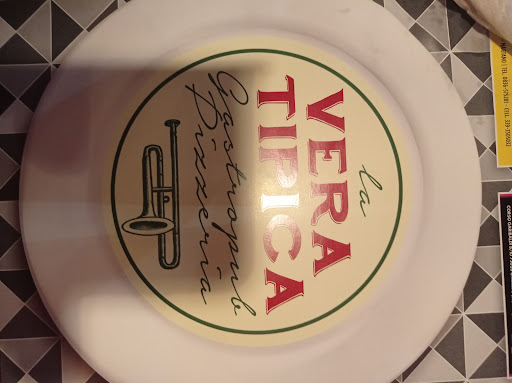 la
VERA
TIPICA
Gastropub
Pizzeria